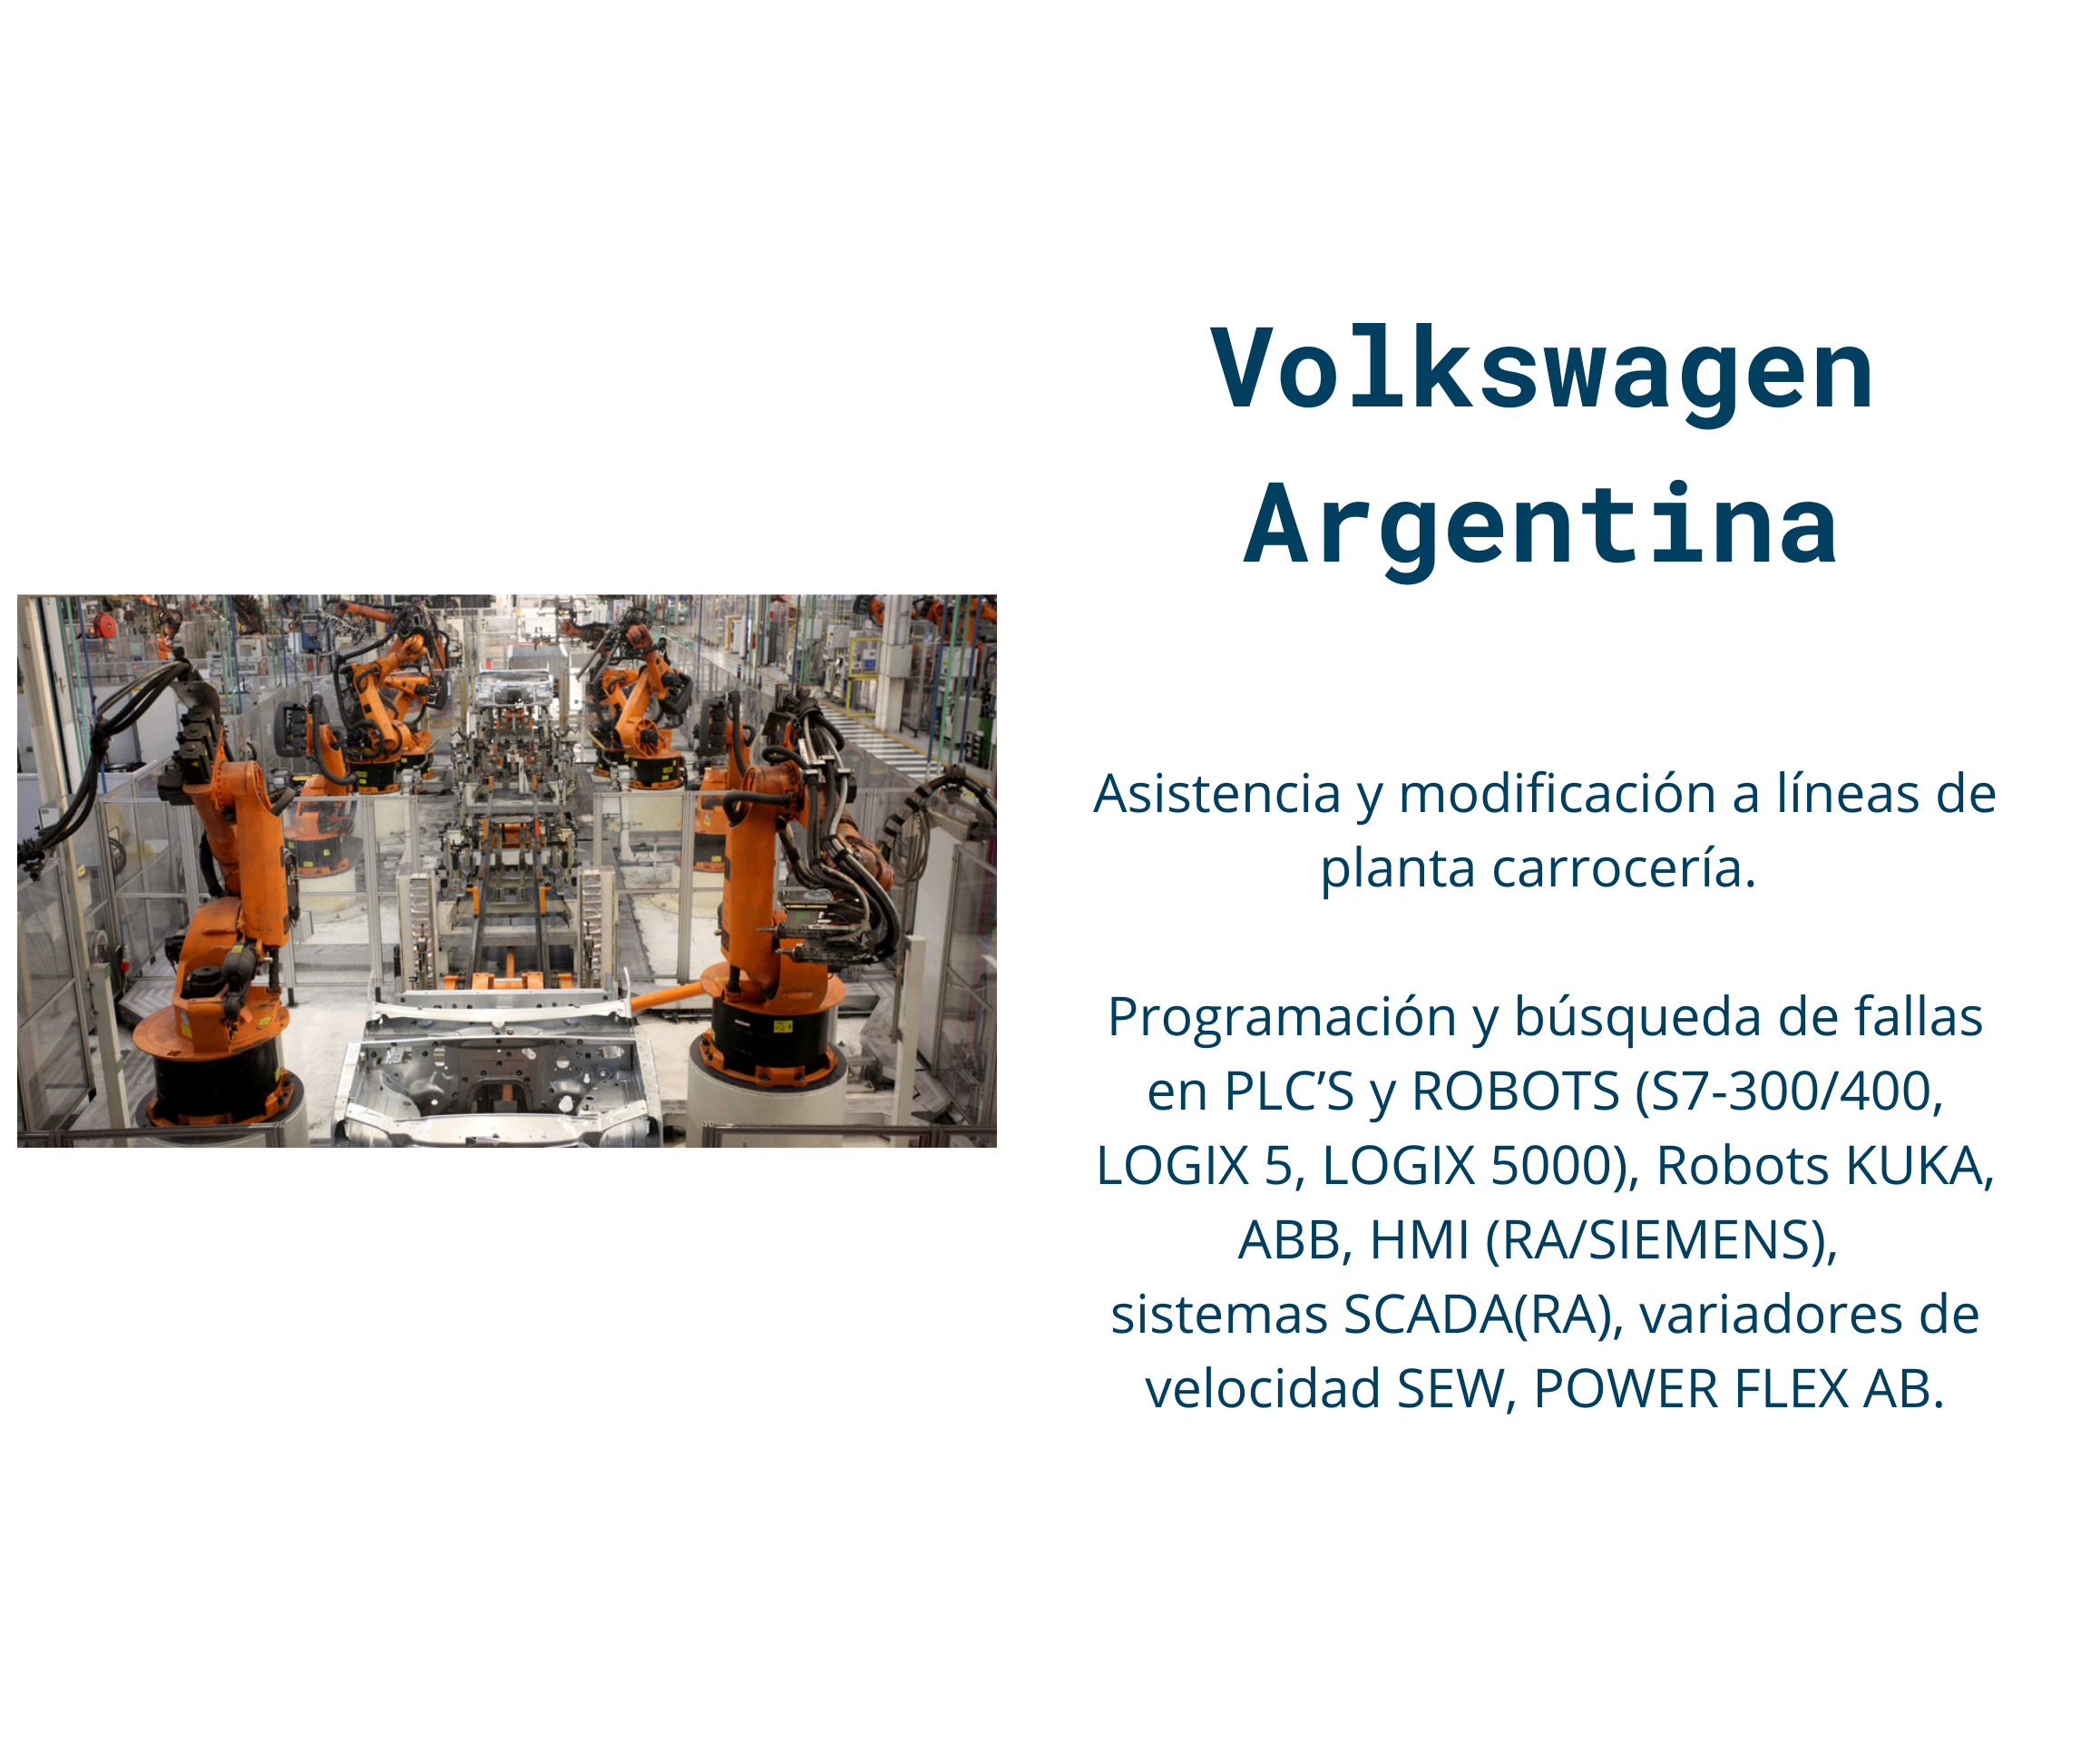 Volkswagen
Argentina
Asistencia y modificación a líneas de
planta carrocería.
Programación y búsqueda de fallas
en PLC’S y ROBOTS (S7-300/400,
LOGIX 5, LOGIX 5000), Robots KUKA,
ABB, HMI (RA/SIEMENS),
sistemas SCADA(RA), variadores de
velocidad SEW, POWER FLEX AB.